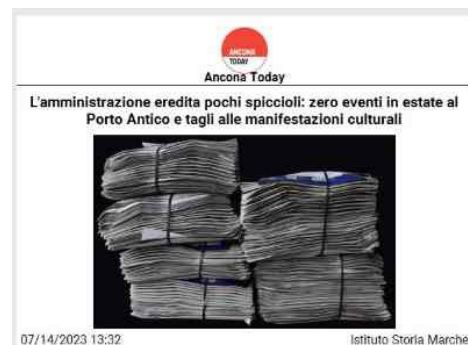 ANCONA
TODAY
Ancona Today
L'amministrazione eredita pochi spiccioli: zero eventi in estate al
Porto Antico e tagli alle manifestazioni culturali
07/14/2023 13:32
Istituto Storia Marche